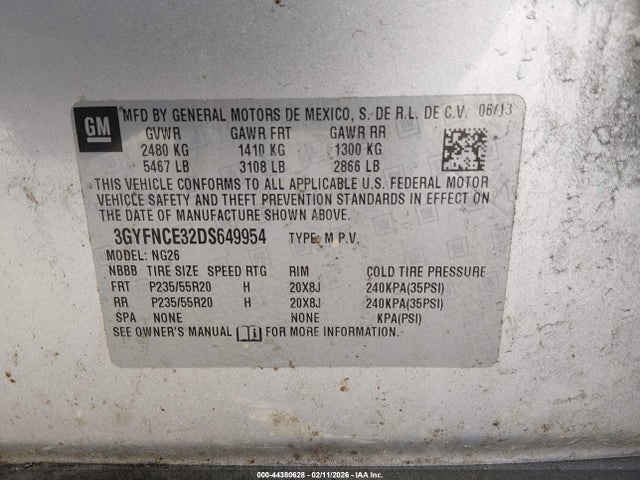 GM
MFD BY GENERAL MOTORS DE MEXICO, S. DE R.L. DE C.V. 06/13
GVWR GAWR FRT GAWR RR
2480 KG 1410 KG 1300 KG
5467 LB 3108 LB 2866 LB
THIS VEHICLE CONFORMS TO ALL APPLICABLE U.S. FEDERAL MOTOR
VEHICLE SAFETY AND THEFT PREVENTION STANDARDS IN EFFECT ON
THE DATE OF MANUFACTURE SHOWN ABOVE.
3GYFNCE32DS649954 TYPE: M.P.V.
MODEL: NG26
NBBB TIRE SIZE SPEED RTG RIM COLD TIRE PRESSURE
FRT P235/55R20 H 20X8J 240KPA(35PSI)
RR P235/55R20 H 20X8J 240KPA(35PSI)
SPA NONE NONE KPA(PSI)
SEE OWNER'S MANUAL FOR MORE INFORMATION.
000-44380628 - 02/11/2026 - IAA Inc.